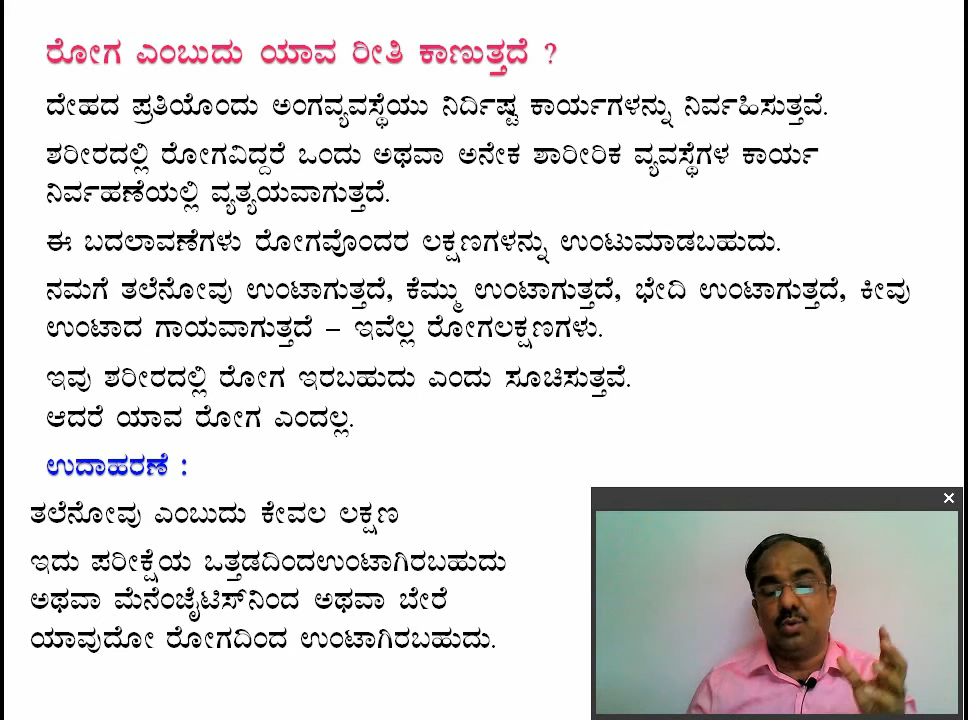 ರೋಗ ಎಂಬುದು ಯಾವ ರೀತಿ ಕಾಣುತ್ತದೆ ?
ದೇಹದ ಪ್ರತಿಯೊಂದು ಅಂಗವ್ಯವಸ್ಥೆಯು ನಿರ್ದಿಷ್ಟ ಕಾರ್ಯಗಳನ್ನು ನಿರ್ವಹಿಸುತ್ತವೆ.
ಶರೀರದಲ್ಲಿ ರೋಗವಿದ್ದರೆ ಒಂದು ಅಥವಾ ಅನೇಕ ಶಾರೀರಿಕ ವ್ಯವಸ್ಥೆಗಳ ಕಾರ್ಯ
ನಿರ್ವಹಣೆಯಲ್ಲಿ ವ್ಯತ್ಯಯವಾಗುತ್ತದೆ.
ಈ ಬದಲಾವಣೆಗಳು ರೋಗವೊಂದರ ಲಕ್ಷಣಗಳನ್ನು ಉಂಟುಮಾಡಬಹುದು.
ನಮಗೆ ತಲೆನೋವು ಉಂಟಾಗುತ್ತದೆ, ಕೆಮ್ಮು ಉಂಟಾಗುತ್ತದೆ, ಭೇದಿ ಉಂಟಾಗುತ್ತದೆ, ಕೀವು
ಉಂಟಾದ ಗಾಯವಾಗುತ್ತದೆ – ಇವೆಲ್ಲ ರೋಗಲಕ್ಷಣಗಳು.
ಇವು ಶರೀರದಲ್ಲಿ ರೋಗ ಇರಬಹುದು ಎಂದು ಸೂಚಿಸುತ್ತವೆ.
ಆದರೆ ಯಾವ ರೋಗ ಎಂದಲ್ಲ.
ಉದಾಹರಣೆ :
ತಲೆನೋವು ಎಂಬುದು ಕೇವಲ ಲಕ್ಷಣ
ಇದು ಪರೀಕ್ಷೆಯ ಒತ್ತಡದಿಂದಉಂಟಾಗಿರಬಹುದು
ಅಥವಾ ಮೆನೆಂಜೈಟಿಸ್‌ನಿಂದ ಅಥವಾ ಬೇರೆ
ಯಾವುದೋ ರೋಗದಿಂದ ಉಂಟಾಗಿರಬಹುದು.